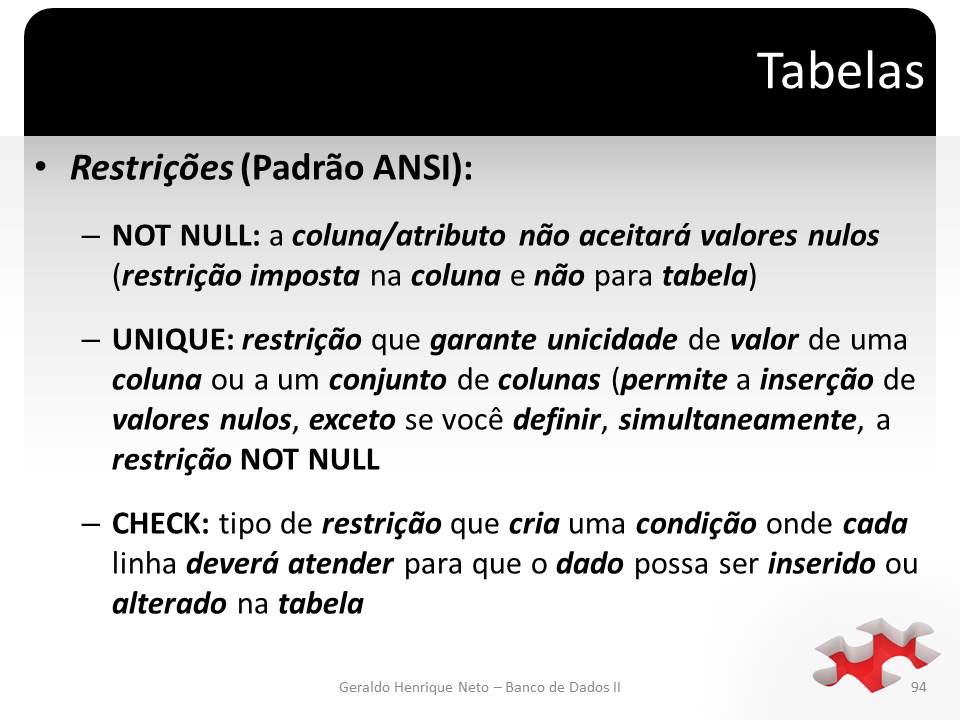 Tabelas
• Restrições (Padrão ANSI):
– NOT NULL: a coluna/atributo não aceitará valores nulos
(restrição imposta na coluna e não para tabela)
– UNIQUE: restrição que garante unicidade de valor de uma
coluna ou a um conjunto de colunas (permite a inserção de
valores nulos, exceto se você definir, simultaneamente, a
restrição NOT NULL
– CHECK: tipo de restrição que cria uma condição onde cada
linha deverá atender para que o dado possa ser inserido ou
alterado na tabela
Geraldo Henrique Neto – Banco de Dados II
94